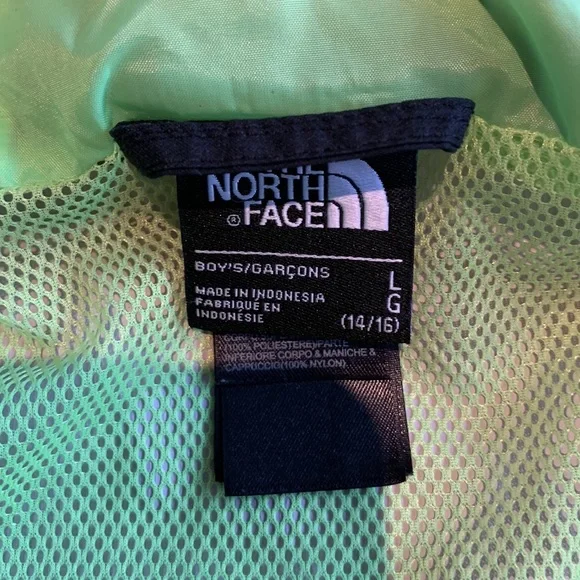 NORTH
® FACE
BOY'S/GARÇONS
MADE IN INDONESIA
FABRIQUÉ EN
INDONÉSIE
L
G
(14/16)
(100% POLIESTERE)/PARTE
INFERIORE CORPO & MANICHE &
CAPPUCCIO(100% NYLON).